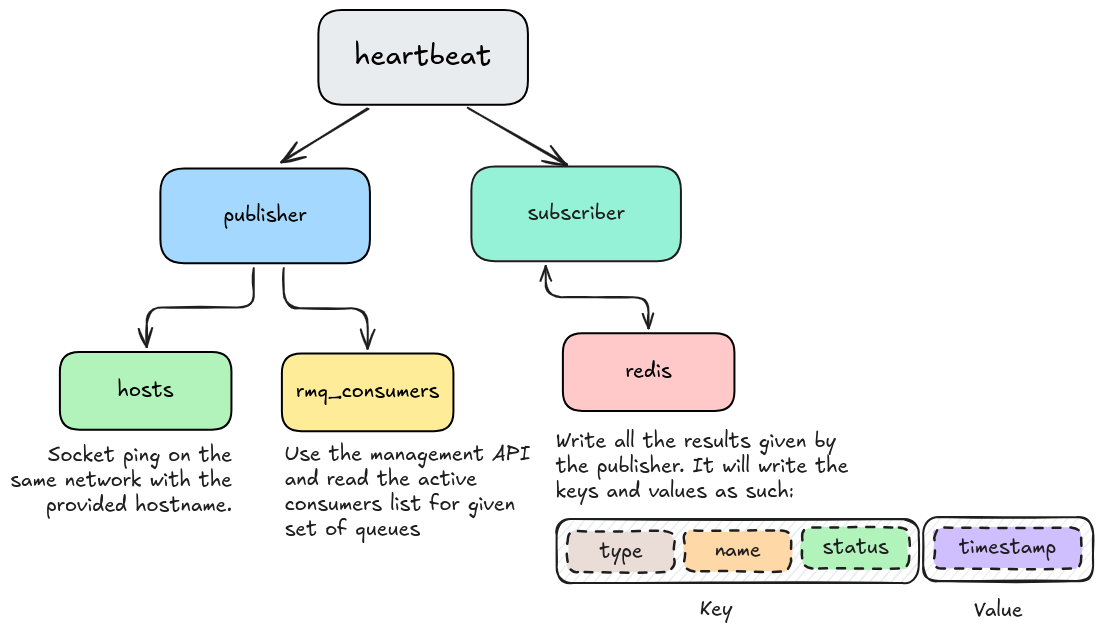 heartbeat
publisher
subscriber
hosts
rmq_consumers
redis
Socket ping on the
same network with the
provided hostname.
Use the management API
and read the active
consumers list for given
set of queues
Write all the results given by
the publisher. It will write the
keys and values as such:
type
name
status
timestamp
Key
Value